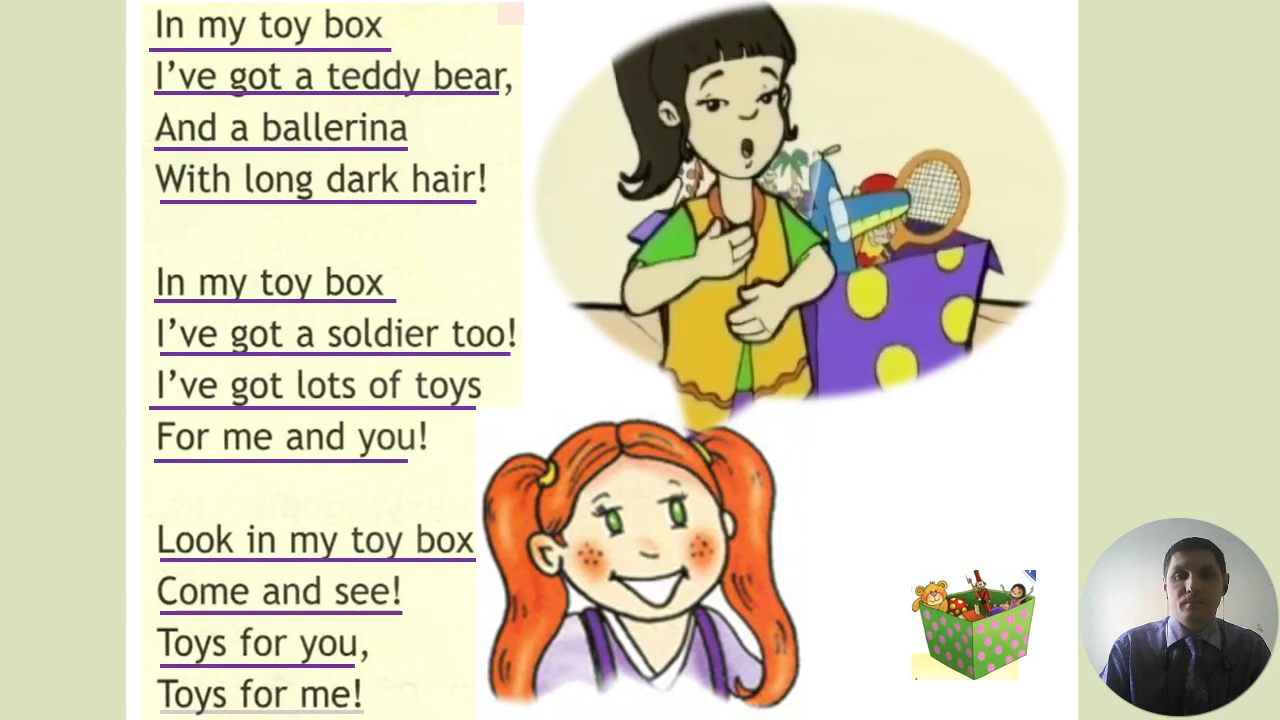 In my toy box
I've got a teddy bear,
And a ballerina
With long dark hair!
In my toy box
I've got a soldier too!
I've got lots of toys
For me and you!
Look in my toy box
Come and see!
Toys for you,
Toys for me!